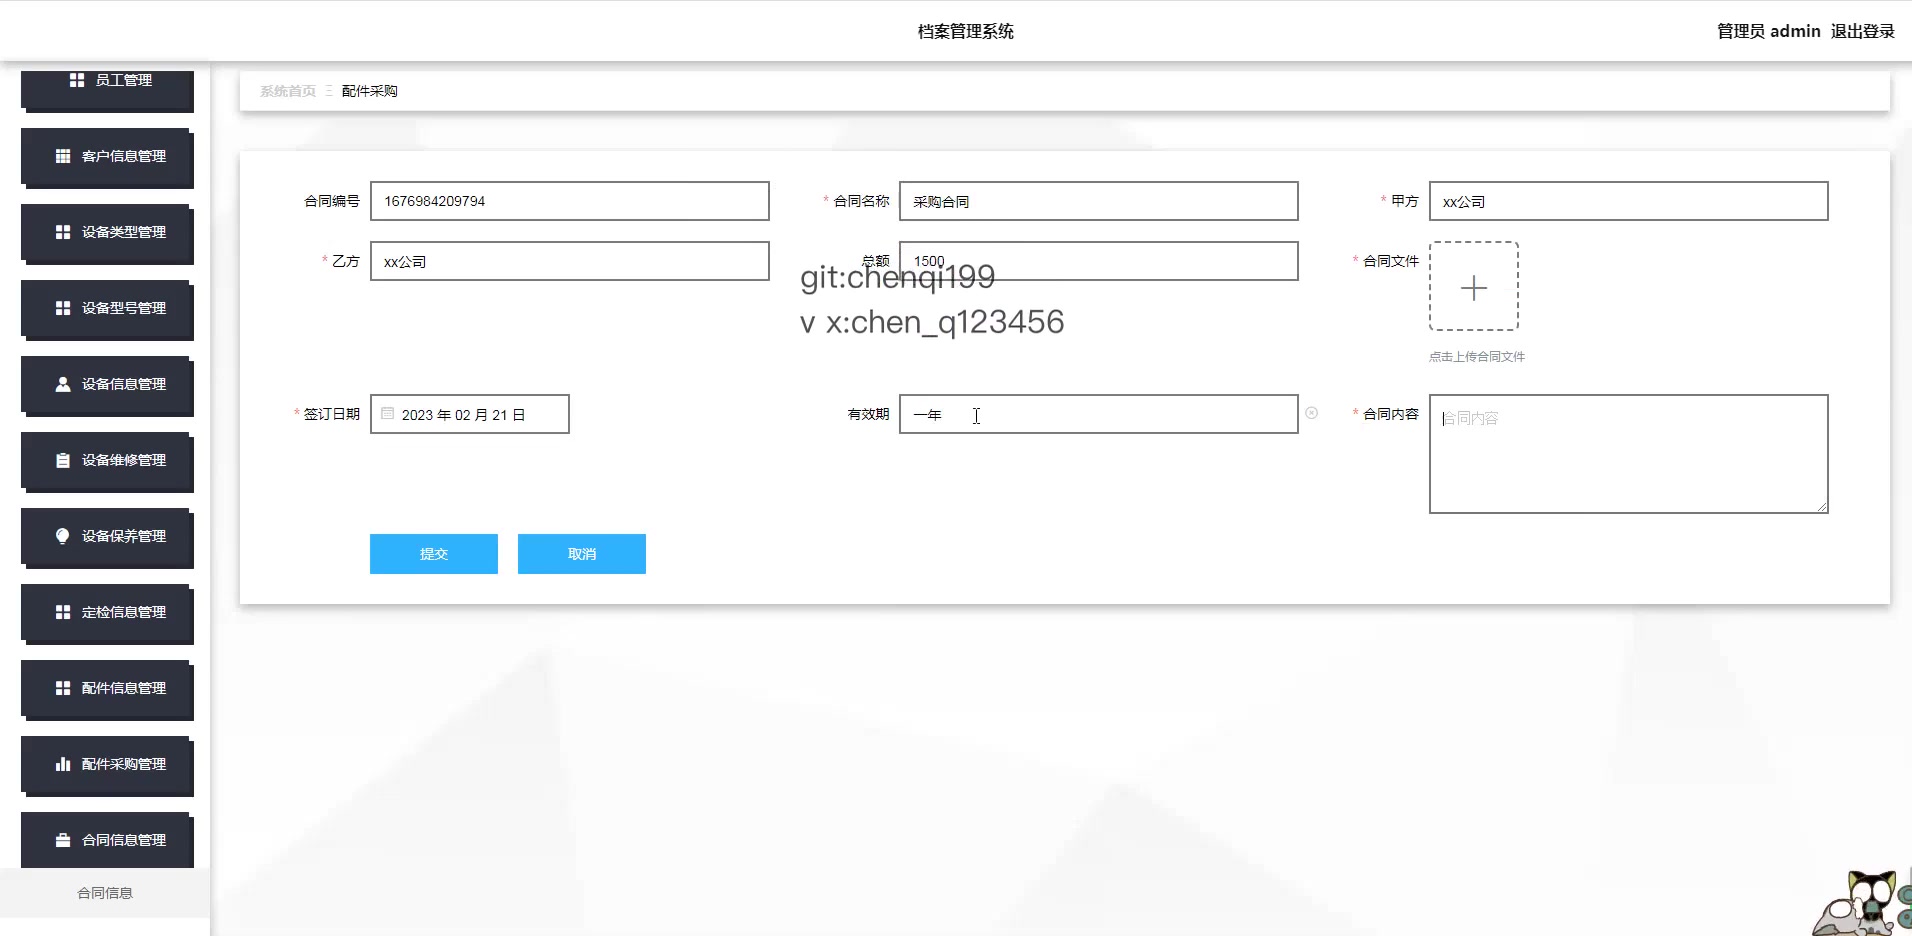 档案管理系统
管理员 admin 退出登录
员工管理
客户信息管理
设备类型管理
设备型号管理
设备信息管理
设备维修管理
设备保养管理
定检信息管理
配件信息管理
配件采购管理
合同信息管理
合同信息
系统首页 配件采购
合同编号 1676984209794 * 合同名称 采购合同 * 甲方 xx公司
* 乙方 xx公司 总额 1500 * 合同文件
git:chenqi199
v x:chen_q123456
点击上传合同文件
* 签订日期 2023 年 02 月 21 日 有效期 一年 * 合同内容 合同内容
提交 取消